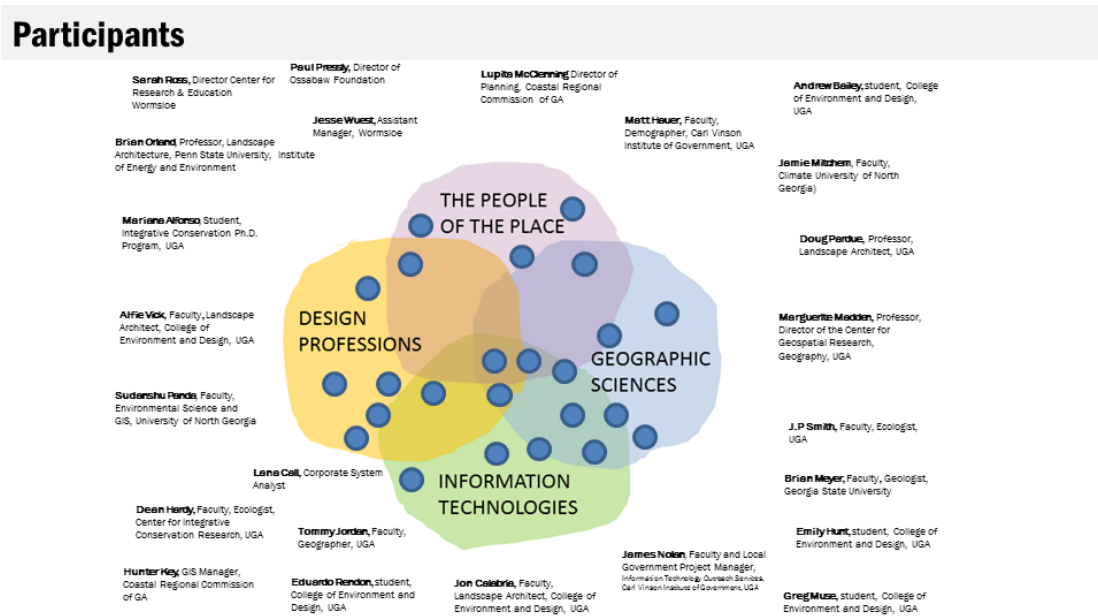 Participants
Sarah Ross, Director Center for
Research & Education
Wormsloe
Paul Pressly, Director of
Ossabaw Foundation
Lupita McClenning Director of
Planning, Coastal Regional
Commission of GA
Andrew Bailey, student, College
of Environment and Design,
UGA
Jesse Wuest, Assistant
Manager, Wormsloe
Matt Hauer, Faculty,
Demographer, Carl Vinson
Institute of Government, UGA
Brian Orland, Professor, Landscape
Architecture, Penn State University, Institute
of Energy and Environment
Jamie Mitchem, Faculty,
Climate University of North
Georgia)
Mariana Alfonso, Student,
Integrative Conservation Ph.D.
Program, UGA
Doug Pardue, Professor,
Landscape Architect, UGA
THE PEOPLE
OF THE PLACE
DESIGN
PROFESSIONS
GEOGRAPHIC
SCIENCES
INFORMATION
TECHNOLOGIES
Alfie Vick, Faculty, Landscape
Architect, College of
Environment and Design, UGA
Marguerite Madden, Professor,
Director of the Center for
Geospatial Research,
Geography, UGA
Sudanshu Panda, Faculty,
Environmental Science and
GIS, University of North Georgia
J.P Smith, Faculty, Ecologist,
UGA
Lana Call, Corporate System
Analyst
Brian Meyer, Faculty, Geologist,
Georgia State University
Dean Hardy, Faculty, Ecologist,
Center for Integrative
Conservation Research, UGA
Tommy Jordan, Faculty,
Geographer, UGA
Emily Hunt, student, College of
Environment and Design, UGA
Hunter Key, GIS Manager,
Coastal Regional Commission
of GA
Eduardo Rendon, student,
College of Environment and
Design, UGA
Jon Calabria, Faculty,
Landscape Architect, College of
Environment and Design, UGA
James Nolan, Faculty and Local
Government Project Manager,
Information Technology Outreach Services,
Carl Vinson Institute of Government, UGA
Greg Muse, student, College of
Environment and Design, UGA